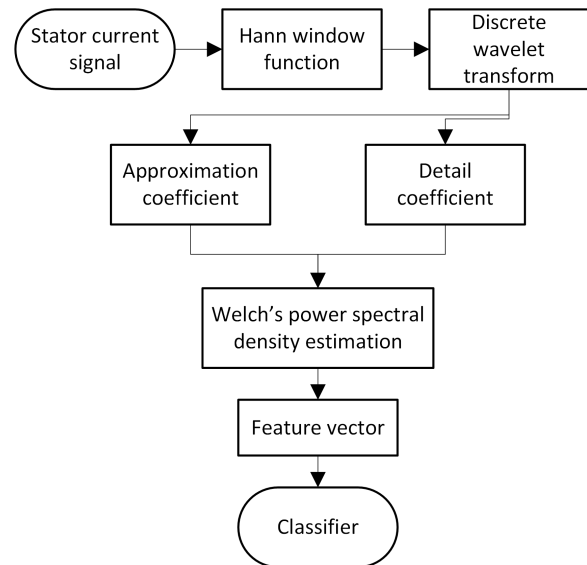 Stator current
signal
Hann window
function
Discrete
wavelet
transform
Approximation
coefficient
Detail
coefficient
Welch’s power spectral
density estimation
Feature vector
Classifier